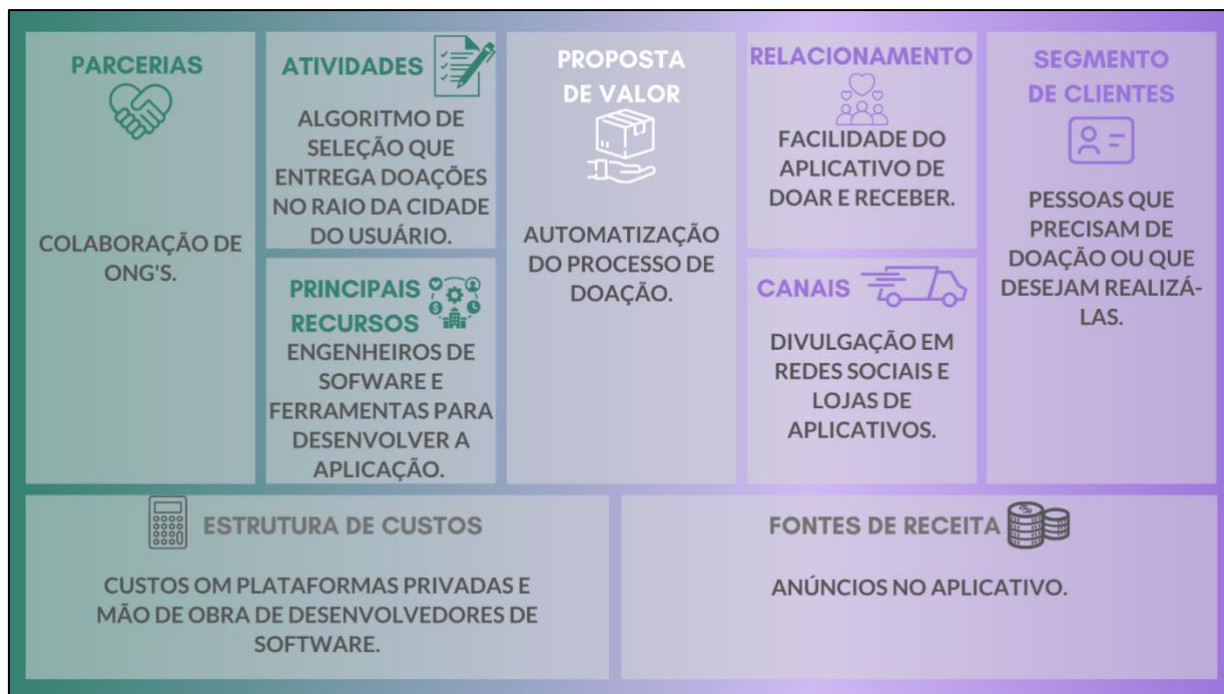 PARCERIAS
COLABORAÇÃO DE
ONG'S.
ATIVIDADES
ALGORITMO DE
SELEÇÃO QUE
ENTREGA DOAÇÕES
NO RAIO DA CIDADE
DO USUÁRIO.
PRINCIPAIS
RECURSOS
ENGENHEIROS DE
SOFWARE E
FERRAMENTAS PARA
DESENVOLVER A
APLICAÇÃO.
PROPOSTA
DE VALOR
AUTOMATIZAÇÃO
DO PROCESSO DE
DOAÇÃO.
RELACIONAMENTO
FACILIDADE DO
APLICATIVO DE
DOAR E RECEBER.
CANAIS
DIVULGAÇÃO EM
REDES SOCIAIS E
LOJAS DE
APLICATIVOS.
SEGMENTO
DE CLIENTES
PESSOAS QUE
PRECISAM DE
DOAÇÃO OU QUE
DESEJAM REALIZÁ-
LAS.
ESTRUTURA DE CUSTOS
CUSTOS OM PLATAFORMAS PRIVADAS E
MÃO DE OBRA DE DESENVOLVEDORES DE
SOFTWARE.
FONTES DE RECEITA
ANÚNCIOS NO APLICATIVO.